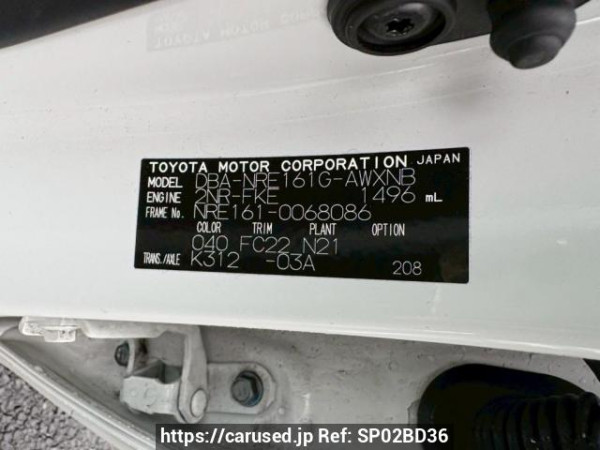 TOYOTA MOTOR CORPORATION JAPAN
MODEL DBA-NRE161G-AWXNB
ENGINE 2NR-FKE 1496 mL
FRAME No. NRE161-0068086
COLOR TRIM PLANT OPTION
040 FC22 N21
TRANS./AXLE K312 -03A 208
https://carused.jp Ref: SP02BD36